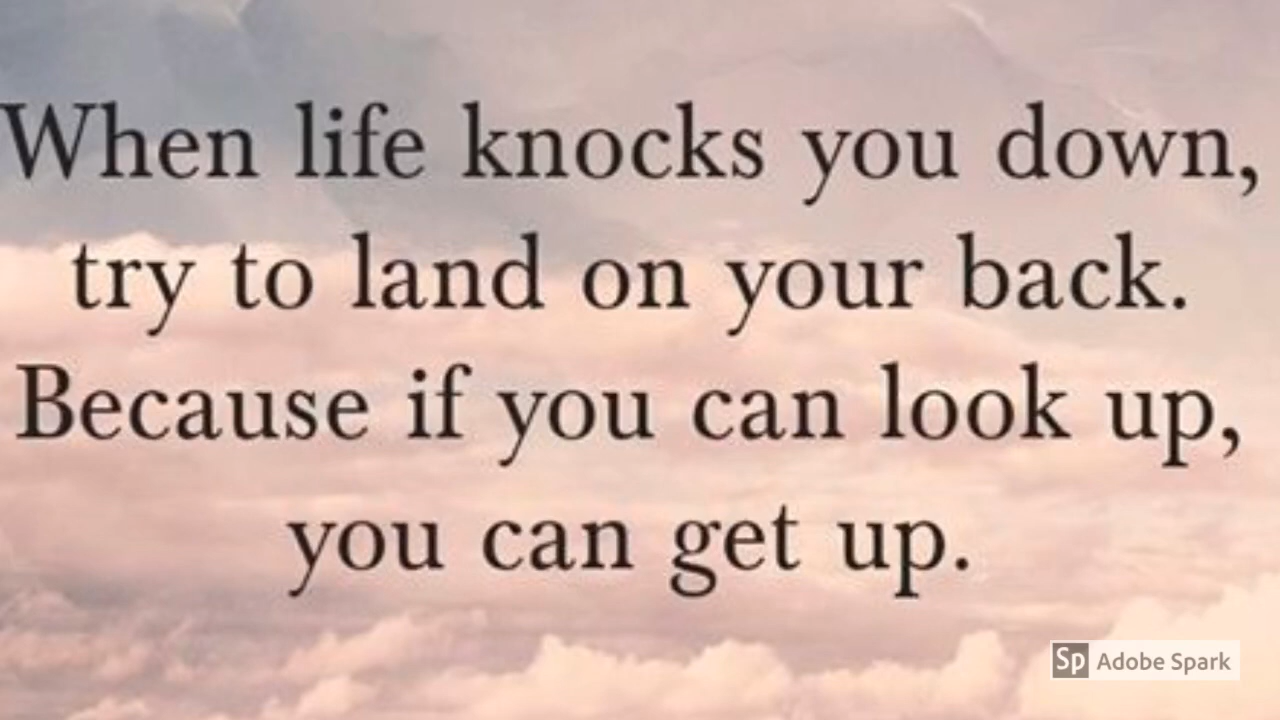 When life knocks you down,
try to land on your back.
Because if you can look up,
you can get up.
Sp Adobe Spark